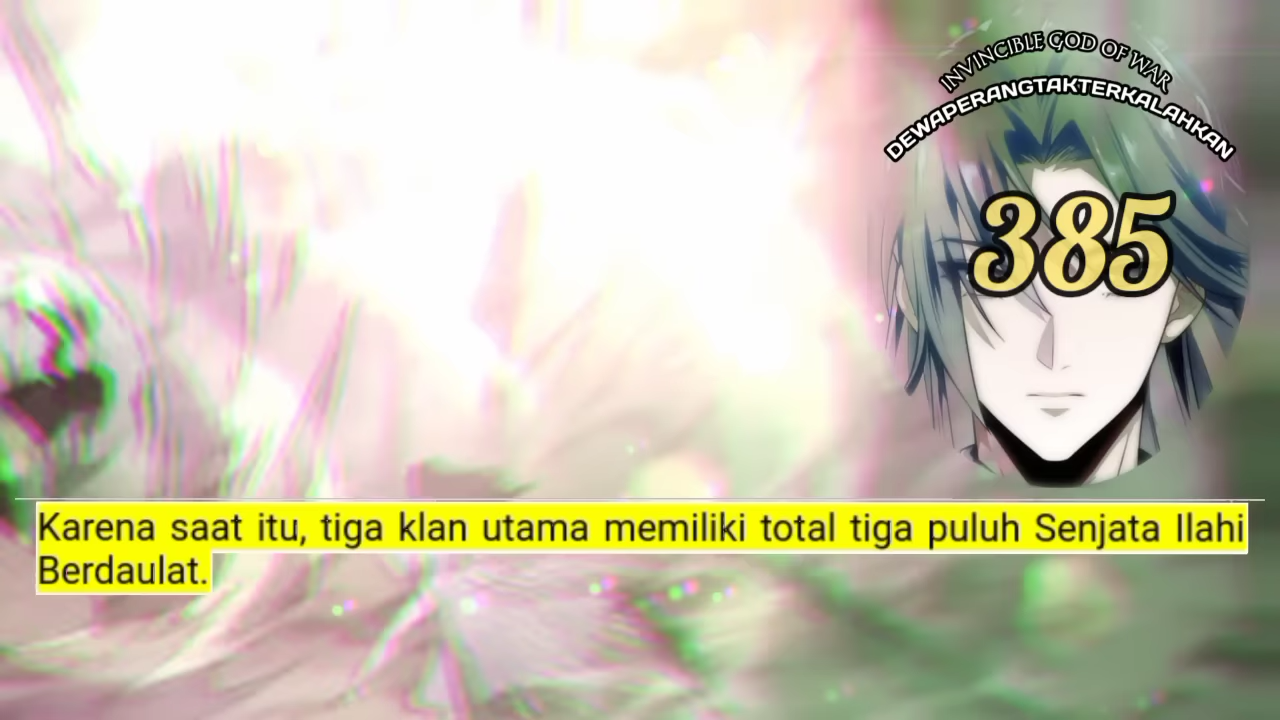 INVINCIBLE GOD OF WAR
DEWAPERANGTAKTERKALAHKAN
385
Karena saat itu, tiga klan utama memiliki total tiga puluh Senjata Ilahi
Berdaulat.